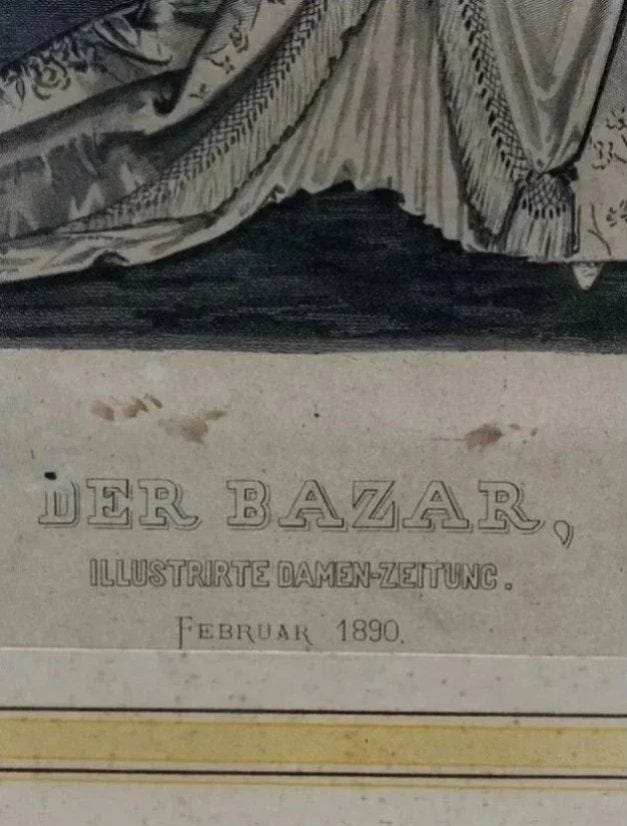 DER BAZAR,
ILLUSTRIRTE DAMEN-ZEITUNG.
FEBRUAR 1890.